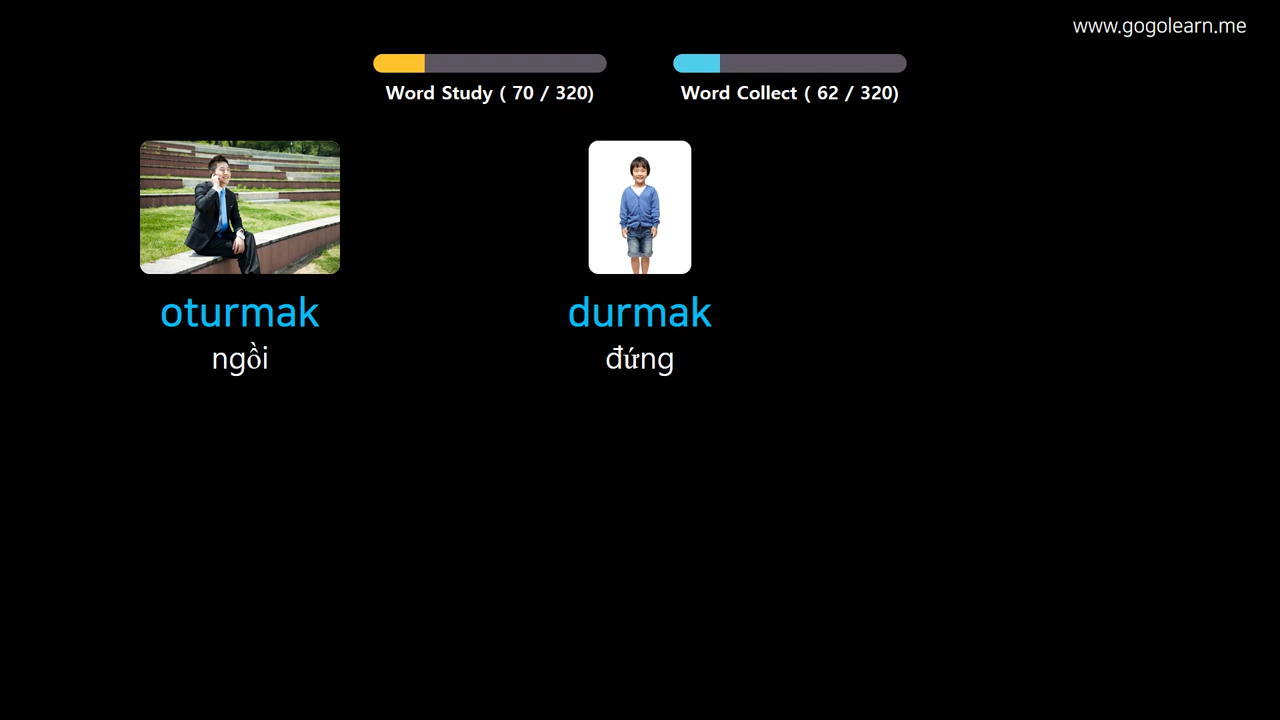 www.gogolearn.me
Word Study ( 70 / 320)
Word Collect ( 62 / 320)
oturmak
ngồi
durmak
đứng